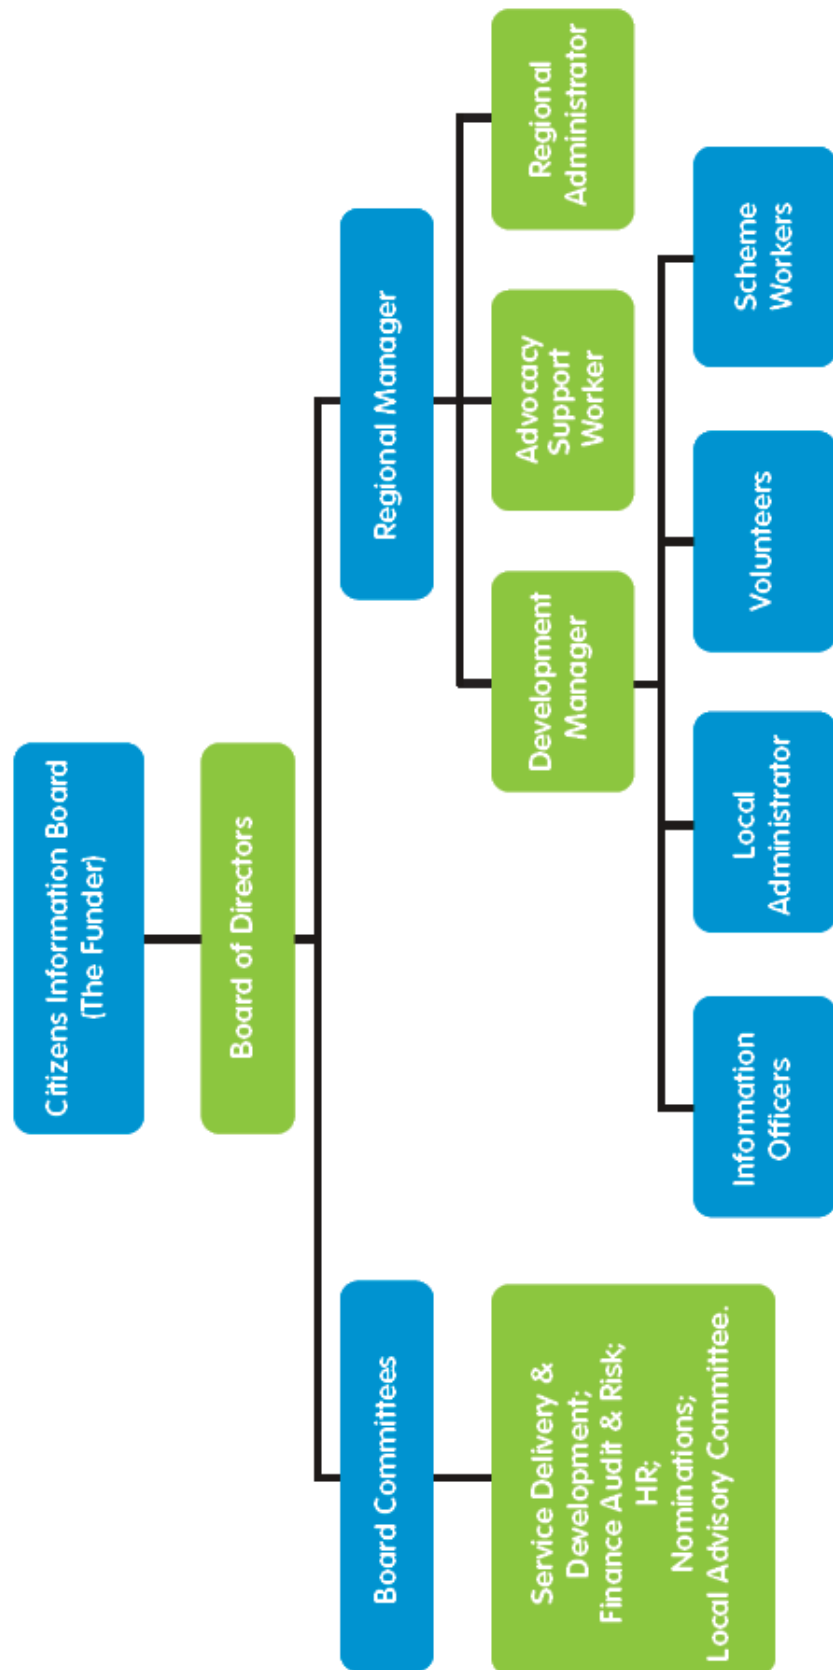 Citizens Information Board
(The Funder)
Board of Directors
Board Committees
Regional Manager
Service Delivery &
Development;
Finance Audit & Risk;
HR;
Nominations;
Local Advisory Committee.
Development
Manager
Advocacy
Support
Worker
Regional
Administrator
Information
Officers
Local
Administrator
Volunteers
Scheme
Workers